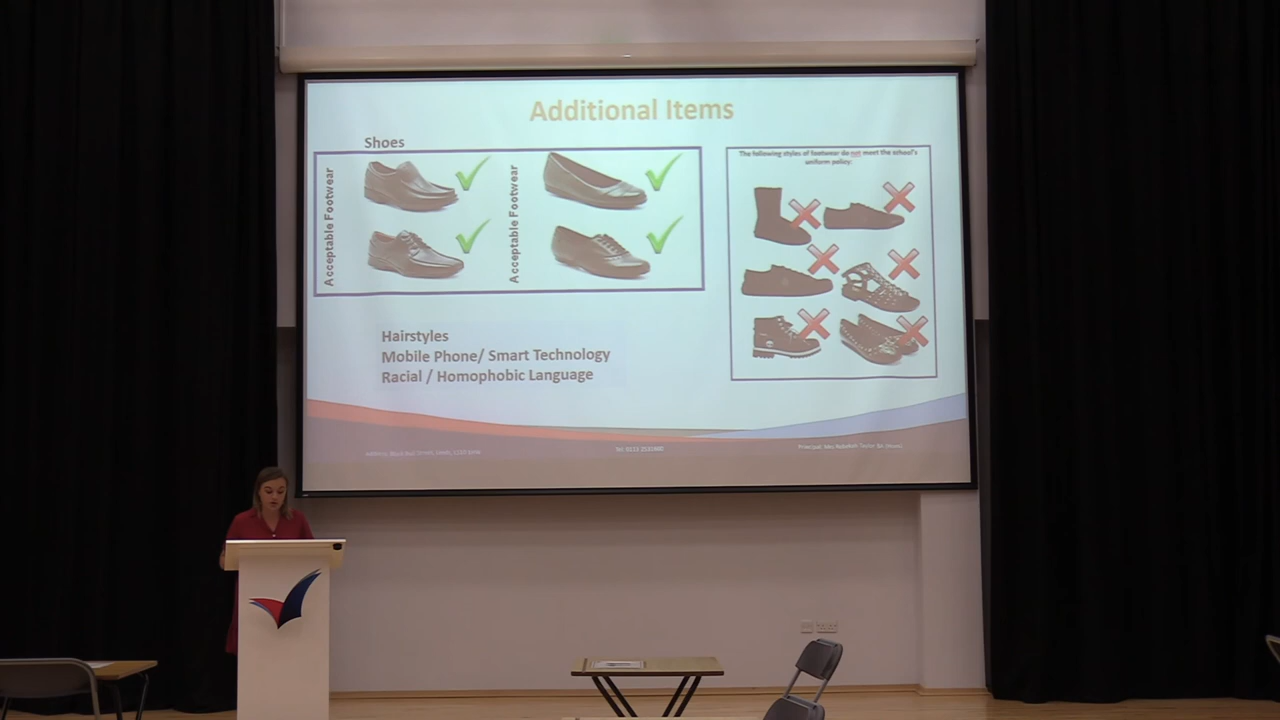 Additional Items
Shoes
Acceptable Footwear
Acceptable Footwear
The following styles of footwear do not meet the school's
uniform policy:
Hairstyles
Mobile Phone/ Smart Technology
Racial / Homophobic Language